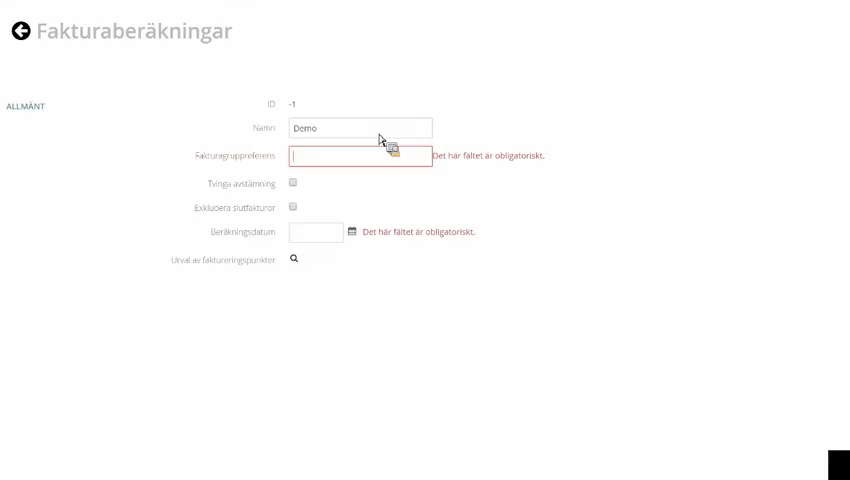 Fakturaberäkningar
ALLMÄNT
ID -1
Namn Demo
Fakturagruppreferens Det här fältet är obligatoriskt.
Tvinga avstämning
Exkludera slutfakturor
Beräkningsdatum Det här fältet är obligatoriskt.
Urval av faktureringspunkter